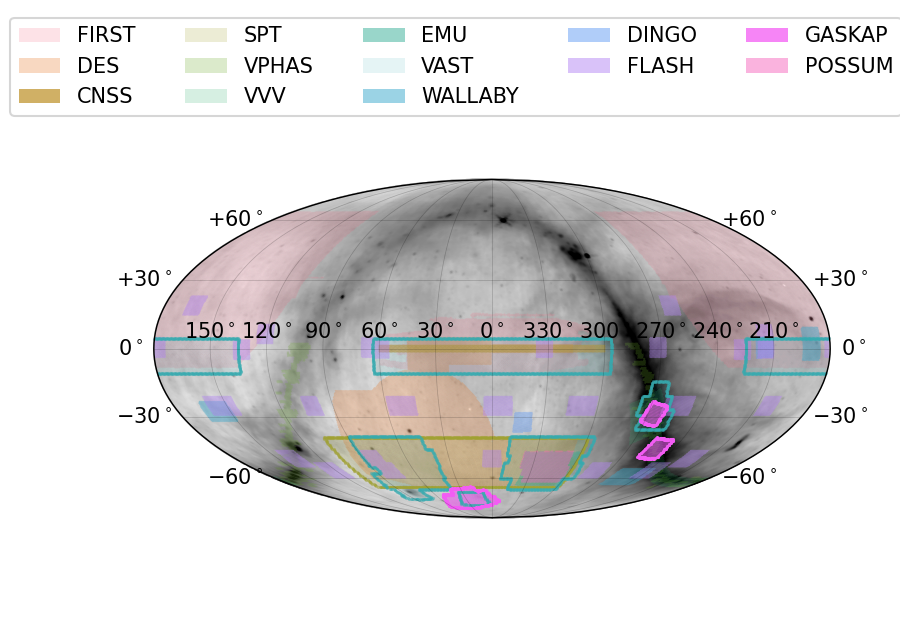 FIRST SPT EMU DINGO GASKAP
DES VPHAS VAST FLASH POSSUM
CNSS VVV WALLABY
+60° +60°
+30° +30°
150° 120° 90° 60° 30° 0° 330° 300° 270° 240° 210°
0° 0°
−30° −30°
−60° −60°